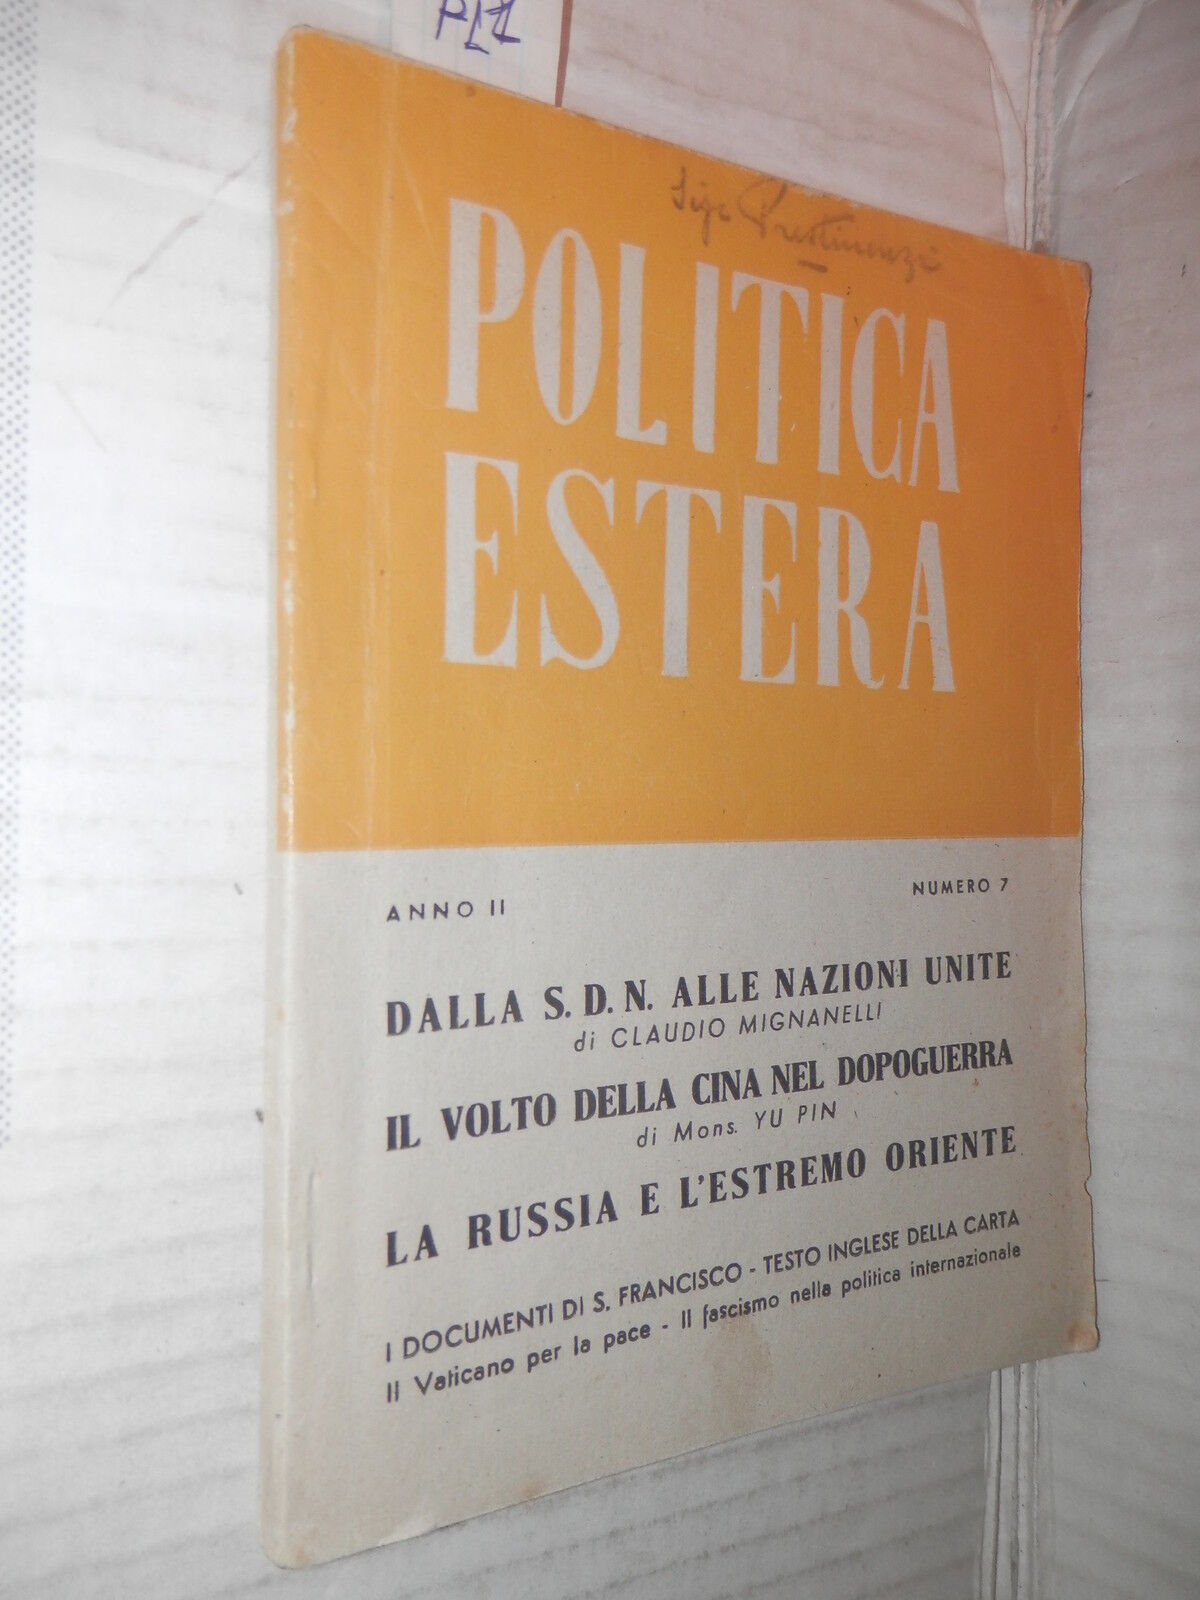 P17
POLITICA
ESTERA
ANNO II
NUMERO 7
DALLA S. D. N. ALLE NAZIONI UNITE
di CLAUDIO MIGNANELLI
IL VOLTO DELLA CINA NEL DOPOGUERRA
di Mons. YU PIN
LA RUSSIA E L'ESTREMO ORIENTE
I DOCUMENTI DI S. FRANCISCO - TESTO INGLESE DELLA CARTA
Il Vaticano per la pace - Il fascismo nella politica internazionale